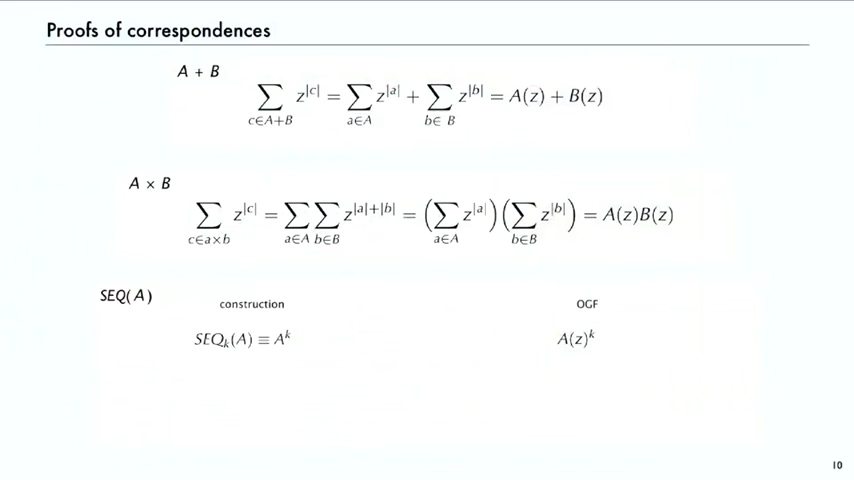 Proofs of correspondences
A + B
∑_{c∈A+B} z^{|c|} = ∑_{a∈A} z^{|a|} + ∑_{b∈ B} z^{|b|} = A(z) + B(z)
A × B
∑_{c∈a×b} z^{|c|} = ∑_{a∈A} ∑_{b∈B} z^{|a|+|b|} = (∑_{a∈A} z^{|a|}) (∑_{b∈B} z^{|b|}) = A(z)B(z)
SEQ(A)
construction OGF
SEQ_k(A) ≡ A^k A(z)^k
10